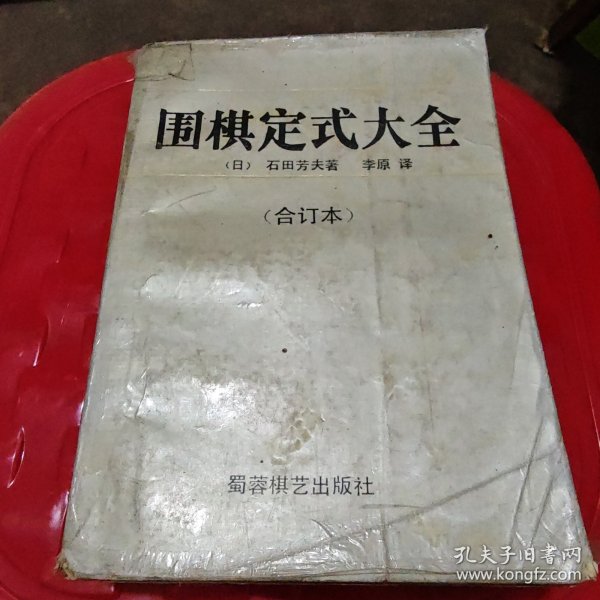 围棋定式大全
（日） 石田芳夫著 李原 译
（合订本）
蜀蓉棋艺出版社
孔夫子旧书网
www.kongfz.com